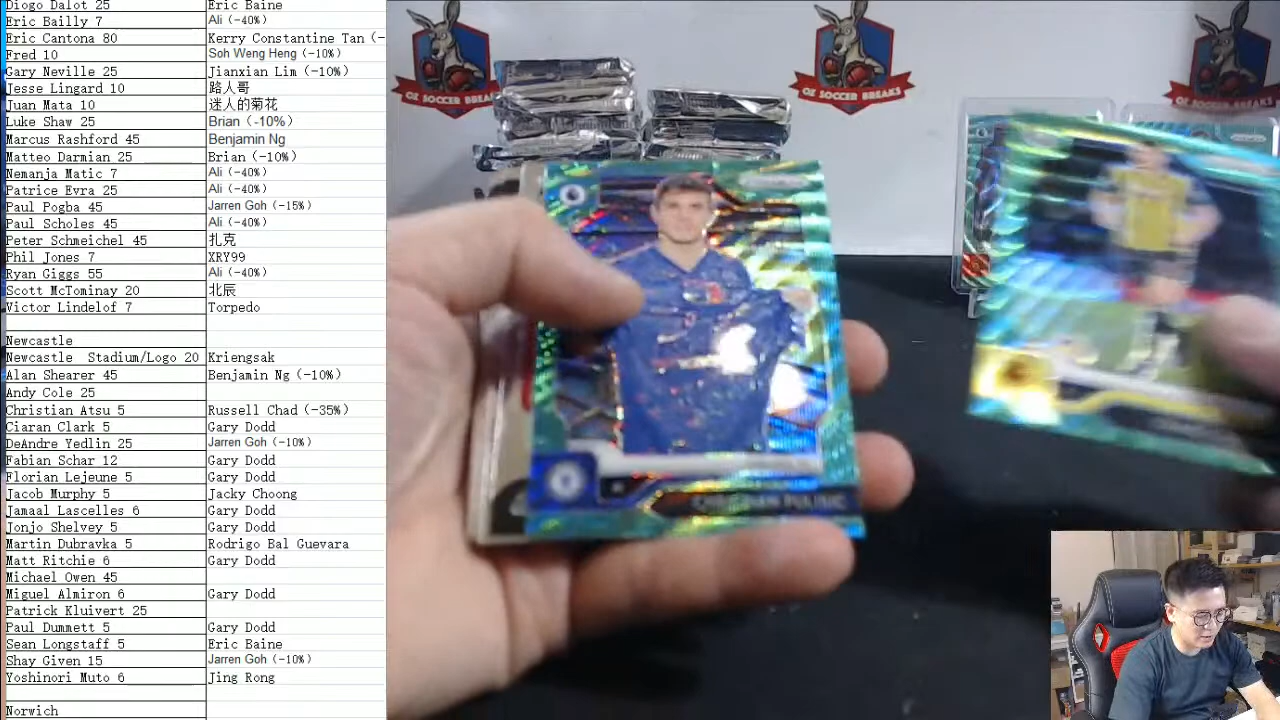 Diogo Dalot 25 Eric Baine
Eric Bailly 7 Ali (-40%)
Eric Cantona 80 Kerry Constantine Tan (-
Fred 10 Soh Weng Heng (-10%)
Gary Neville 25 Jianxian Lim (-10%)
Jesse Lingard 10 路人哥
Juan Mata 10 迷人的菊花
Luke Shaw 25 Brian (-10%)
Marcus Rashford 45 Benjamin Ng
Matteo Darmian 25 Brian (-10%)
Nemanja Matic 7 Ali (-40%)
Patrice Evra 25 Ali (-40%)
Paul Pogba 45 Jarren Goh (-15%)
Paul Scholes 45 Ali (-40%)
Peter Schmeichel 45 扎克
Phil Jones 7 XRY99
Ryan Giggs 55 Ali (-40%)
Scott McTominay 20 北辰
Victor Lindelof 7 Torpedo
Newcastle
Newcastle Stadium/Logo 20 Kriengsak
Alan Shearer 45 Benjamin Ng (-10%)
Andy Cole 25
Christian Atsu 5 Russell Chad (-35%)
Ciaran Clark 5 Gary Dodd
DeAndre Yedlin 25 Jarren Goh (-10%)
Fabian Schar 12 Gary Dodd
Florian Lejeune 5 Gary Dodd
Jacob Murphy 5 Jacky Choong
Jamaal Lascelles 6 Gary Dodd
Jonjo Shelvey 5 Gary Dodd
Martin Dubravka 5 Rodrigo Bal Guevara
Matt Ritchie 6 Gary Dodd
Michael Owen 45
Miguel Almiron 6 Gary Dodd
Patrick Kluivert 25
Paul Dummett 5 Gary Dodd
Sean Longstaff 5 Eric Baine
Shay Given 15 Jarren Goh (-10%)
Yoshinori Muto 6 Jing Rong
Norwich
OZ SOCCER BREAKS
OZ SOCCER BREAKS
OZ SOCCER BREAKS
CHRISTIAN PULISIC